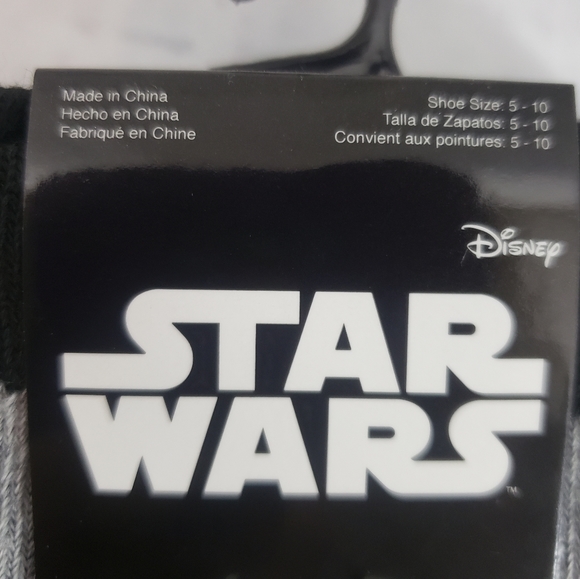 Made in China
Hecho en China
Fabriqué en Chine
Shoe Size: 5 - 10
Talla de Zapatos: 5 - 10
Convient aux pointures: 5 - 10
Disney
STAR
WARS
™